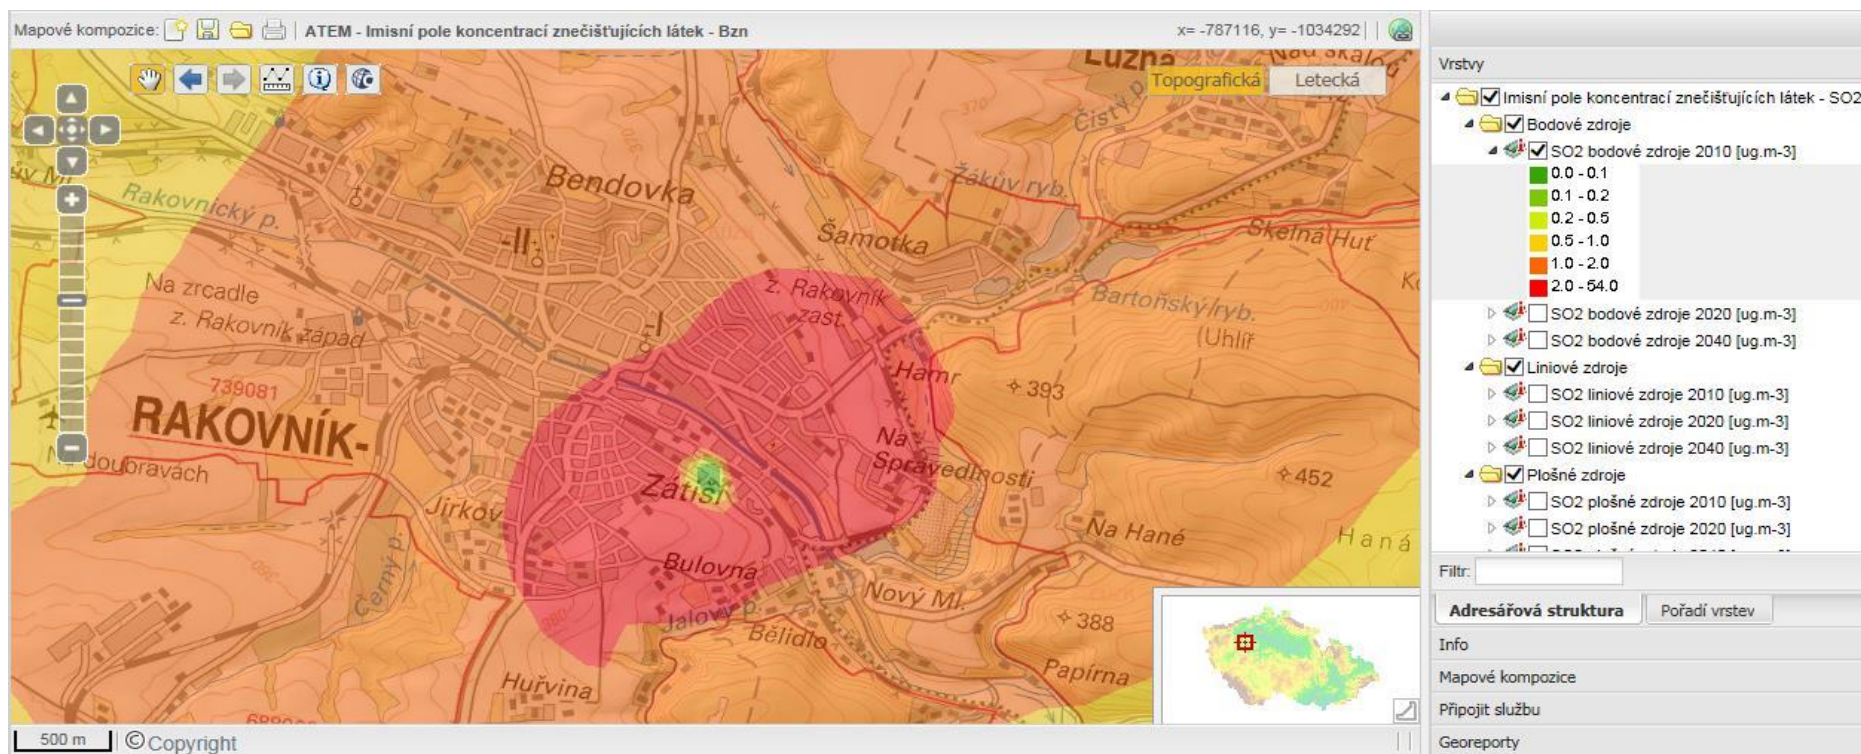 Mapové kompozice:
ATEM - Imisní pole koncentrací znečišťujících látek - Bzn
x= -787116, y= -1034292
Topografická
Letecká
Lužná
Čistý p.
370
Žákův ryb.
Bendovka
Rakovnický p.
-II
Šamotka
Skelná Huť
Na zrcadle
z. Rakovník západ
z. Rakovník
zast.
Bartoňský ryb.
(Uhlíř
-I
739081
Hamr
393
RAKOVNÍK-
Na
Spravedlnosti
452
Na doubravách
Zátiší
Jirkov
Na Hané
Haná
Černý p.
Bulovna
Nový Ml.
Jalový p.
Bělidlo
388
Papírna
Huřvina
500 m
© Copyright
Vrstvy
Imisní pole koncentrací znečišťujících látek - SO2
Bodové zdroje
SO2 bodové zdroje 2010 [ug.m-3]
0.0 - 0.1
0.1 - 0.2
0.2 - 0.5
0.5 - 1.0
1.0 - 2.0
2.0 - 54.0
SO2 bodové zdroje 2020 [ug.m-3]
SO2 bodové zdroje 2040 [ug.m-3]
Liniové zdroje
SO2 liniové zdroje 2010 [ug.m-3]
SO2 liniové zdroje 2020 [ug.m-3]
SO2 liniové zdroje 2040 [ug.m-3]
Plošné zdroje
SO2 plošné zdroje 2010 [ug.m-3]
SO2 plošné zdroje 2020 [ug.m-3]
Filtr:
Adresářová struktura
Pořadí vrstev
Info
Mapové kompozice
Připojit službu
Georeporty